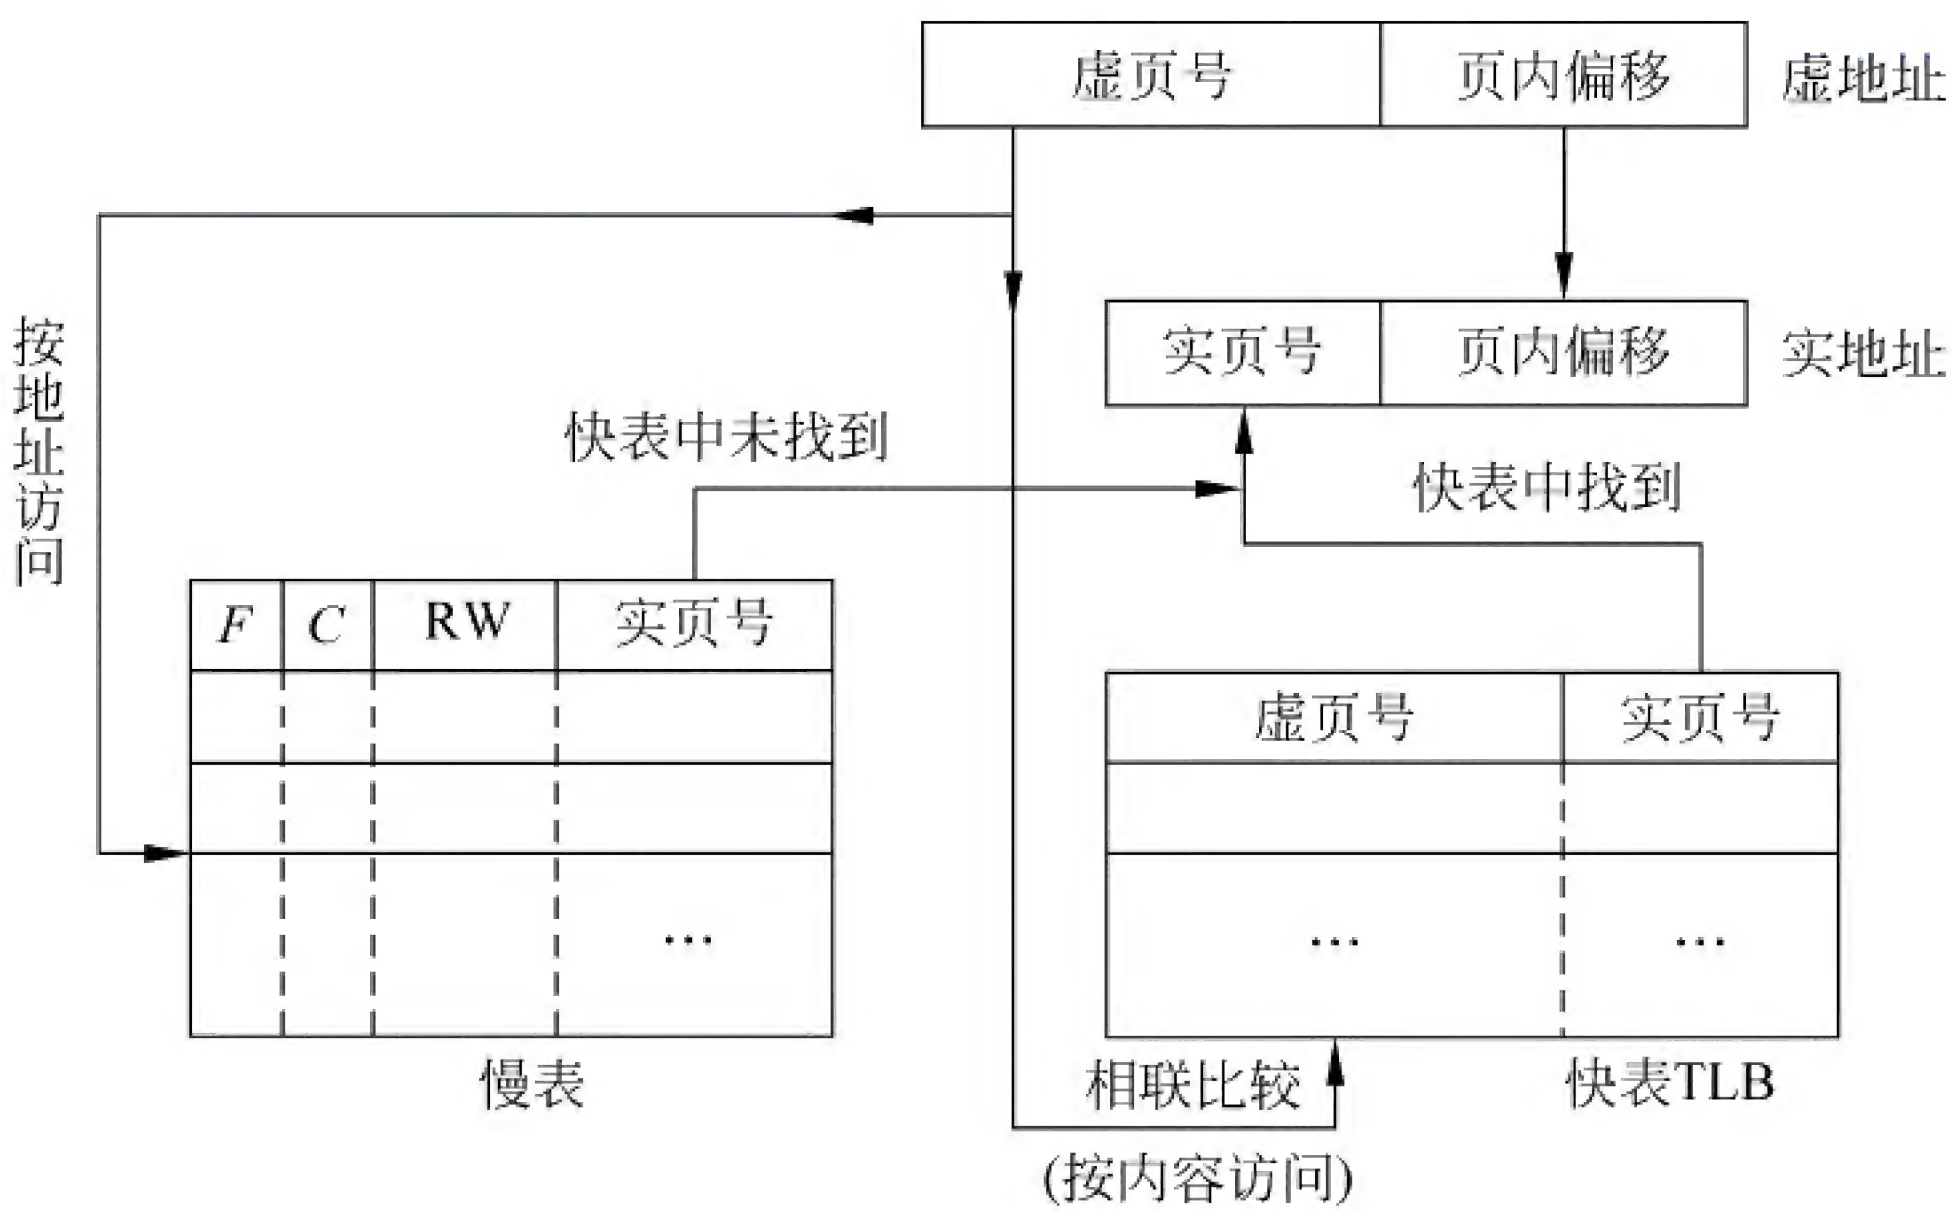 虚页号 页内偏移 虚地址
实页号 页内偏移 实地址
按地址访问
快表中未找到
快表中找到
F C RW 实页号
虚页号 实页号
…
… …
慢表
相联比较
快表TLB
(按内容访问)